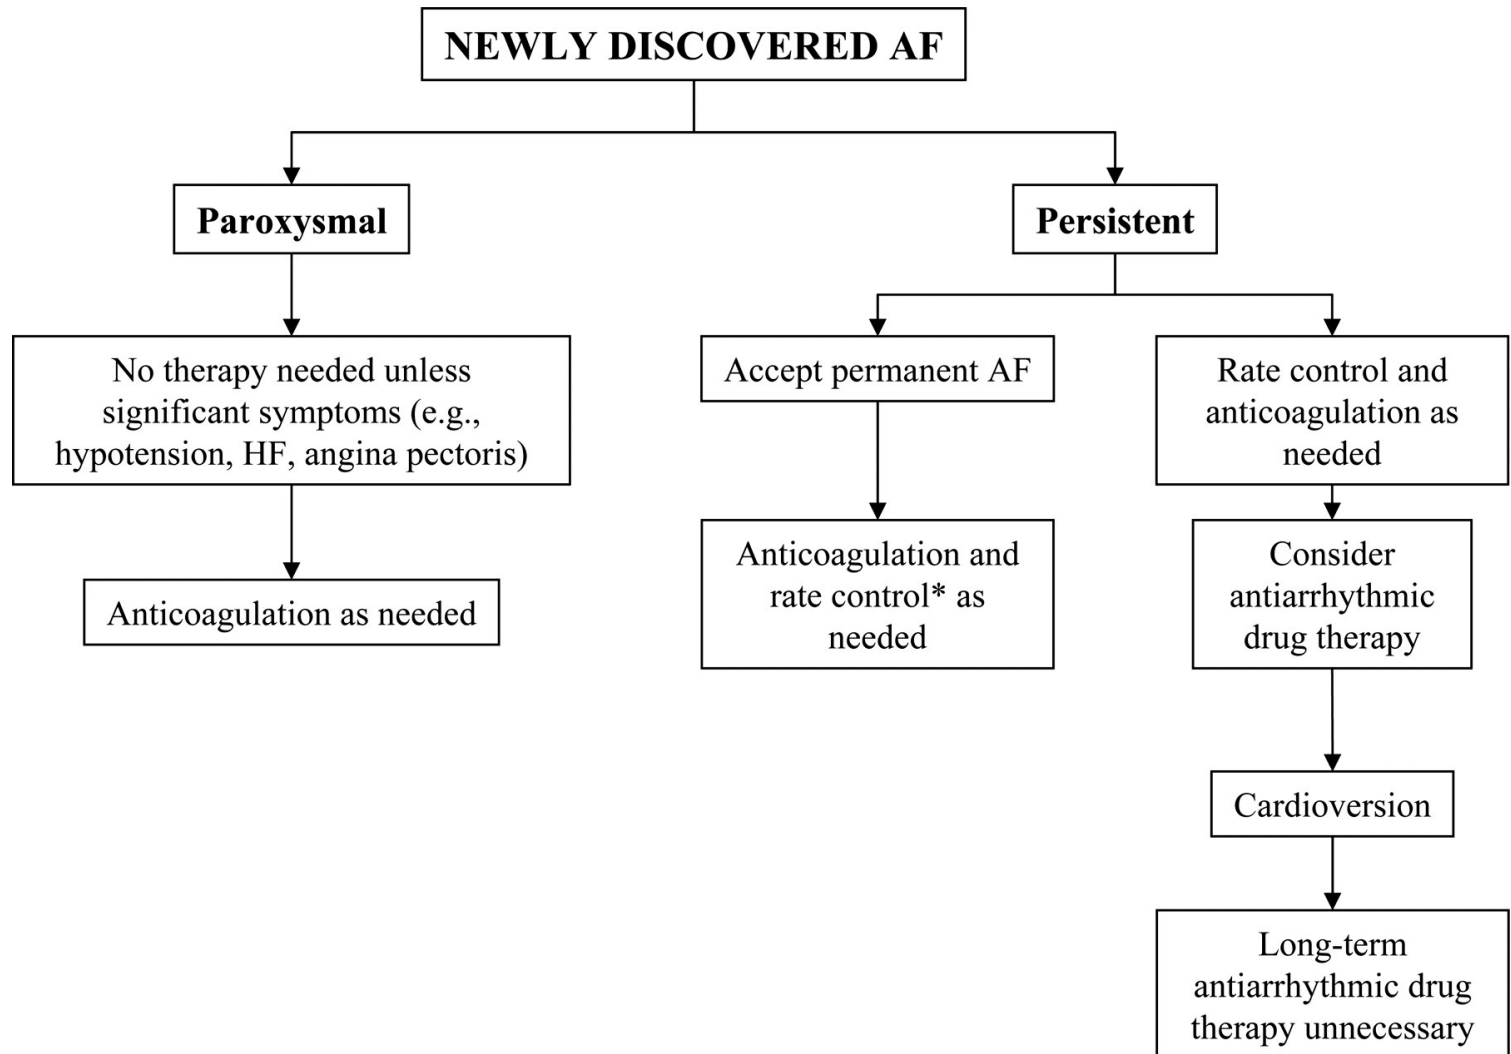 NEWLY DISCOVERED AF
Paroxysmal
Persistent
No therapy needed unless
significant symptoms (e.g.,
hypotension, HF, angina pectoris)
Accept permanent AF
Rate control and
anticoagulation as
needed
Anticoagulation as needed
Anticoagulation and
rate control* as
needed
Consider
antiarrhythmic
drug therapy
Cardioversion
Long-term
antiarrhythmic drug
therapy unnecessary